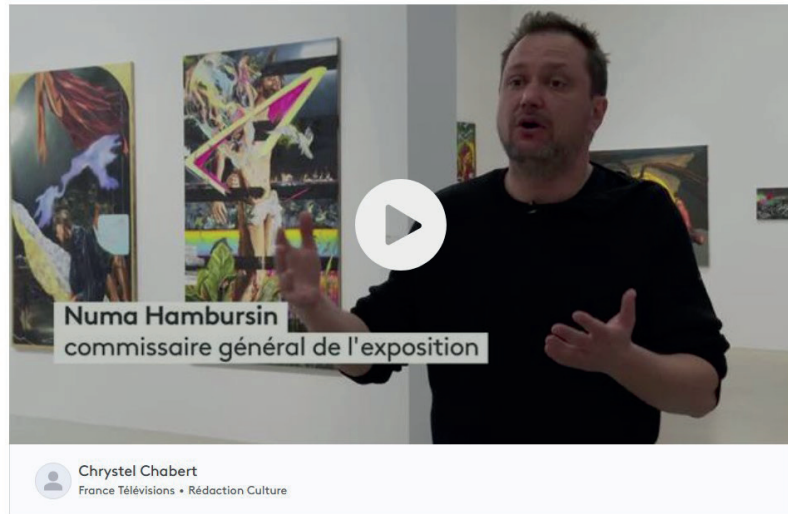 Numa Hambursin
commissaire général de l'exposition
Chrystel Chabert
France Télévisions • Rédaction Culture